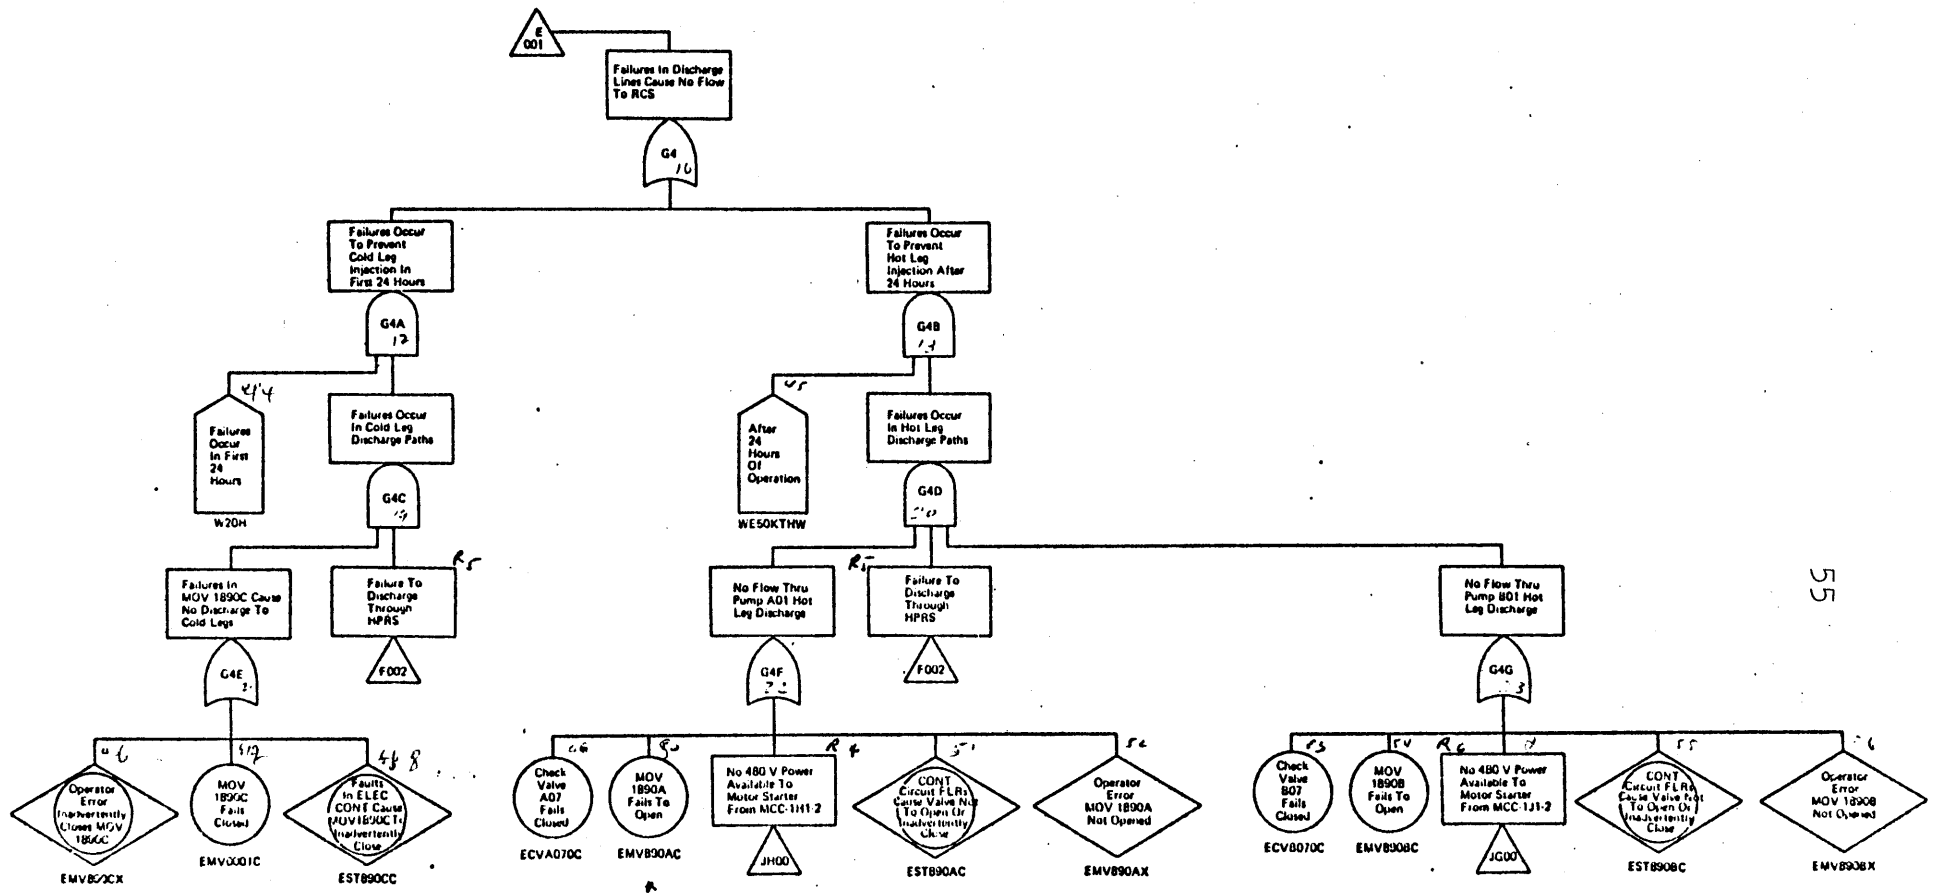 E
001
Failures In Discharge
Lines Cause No Flow
To RCS
G4
16
Failures Occur
To Prevent
Cold Leg
Injection In
First 24 Hours
Failures Occur
To Prevent
Hot Leg
Injection After
24 Hours
G4A
G4B
Failures
Occur
In First
24
Hours
W20H
Failures Occur
In Cold Leg
Discharge Paths
After
24
Hours
Of
Operation
WE50KTHW
Failures Occur
In Hot Leg
Discharge Paths
G4C
G4D
Failures In
MOV 1890C Cause
No Discharge To
Cold Legs
R5
Failure To
Discharge
Through
HPRS
No Flow Thru
Pump A01 Hot
Leg Discharge
R5
Failure To
Discharge
Through
HPRS
No Flow Thru
Pump B01 Hot
Leg Discharge
55
G4E
F002
G4F
F002
G4G
Operator
Error
Inadvertently
Closes MOV
1890C
EMV890CX
MOV
1890C
Fails
Closed
EMV0001C
48
Faults
In ELEC
CONT Cause
MOV1890C To
Inadvertently
Close
EST890CC
Check
Valve
A07
Fails
Closed
ECVA070C
MOV
1890A
Fails To
Open
EMV890AC
R4
No 480 V Power
Available To
Motor Starter
From MCC-1H1-2
JH00
CONT
Circuit FLRs
Cause Valve Not
To Open Or
Inadvertently
Close
EST890AC
Operator
Error
MOV 1890A
Not Opened
EMV890AX
Check
Valve
B07
Fails
Closed
ECVB070C
MOV
1890B
Fails To
Open
EMV890BC
R6
No 480 V Power
Available To
Motor Starter
From MCC-1J1-2
JG00
55
CONT
Circuit FLRs
Cause Valve Not
To Open Or
Inadvertently
Close
EST890BC
Operator
Error
MOV 1890B
Not Opened
EMV890BX